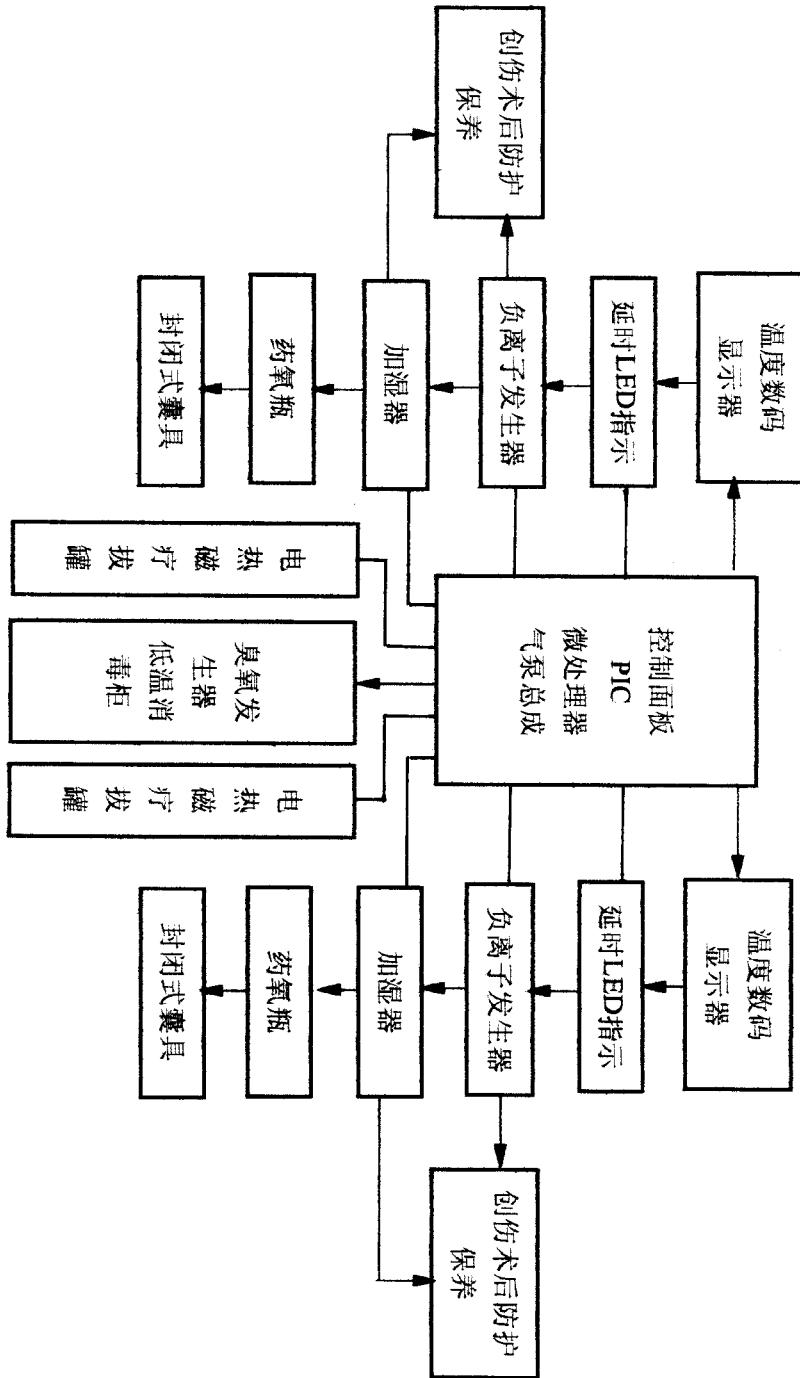 温度数码
显示器
延时LED指示
负离子发生器
加湿器
药氧瓶
封闭式囊具
创伤术后防护
保养
控制面板
PIC
微处理器
气泵总成
温度数码
显示器
延时LED指示
负离子发生器
加湿器
药氧瓶
封闭式囊具
创伤术后防护
保养
电热磁疗拔罐
臭氧发
生器
低温消
毒柜
电热磁疗拔罐